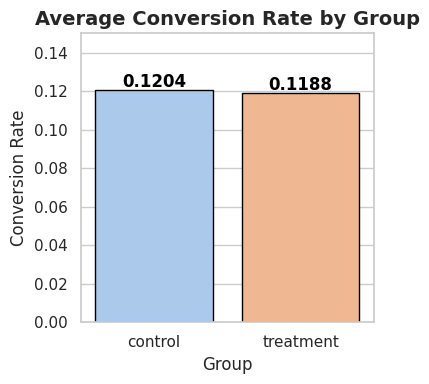 Average Conversion Rate by Group
0.14
0.12
0.10
0.08
0.06
0.04
0.02
0.00
Conversion Rate
0.1204
0.1188
control
treatment
Group